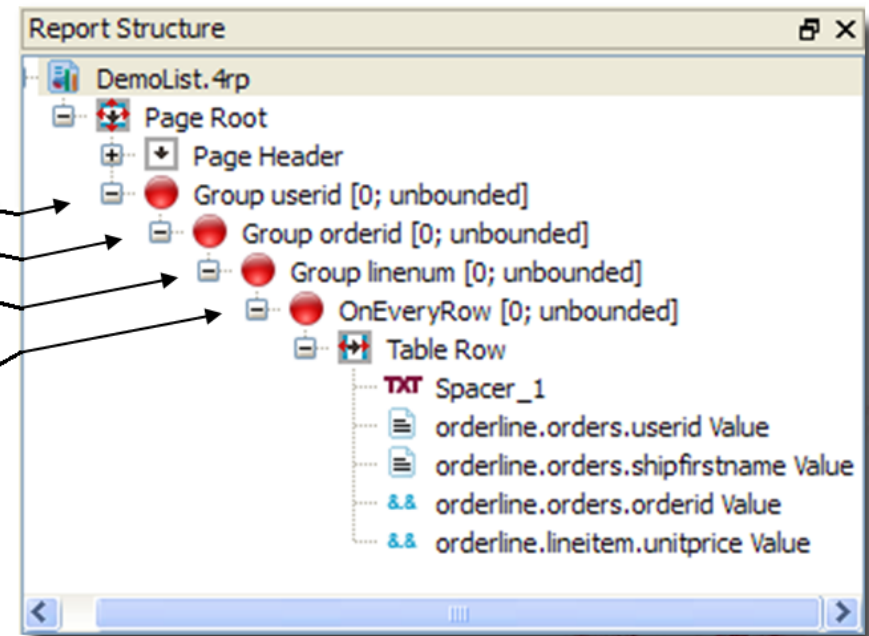 Report Structure
DemoList.4rp
Page Root
Page Header
Group userid [0; unbounded]
Group orderid [0; unbounded]
Group linenum [0; unbounded]
OnEveryRow [0; unbounded]
Table Row
TXT Spacer_1
orderline.orders.userid Value
orderline.orders.shipfirstname Value
&.& orderline.orders.orderid Value
&.& orderline.lineitem.unitprice Value